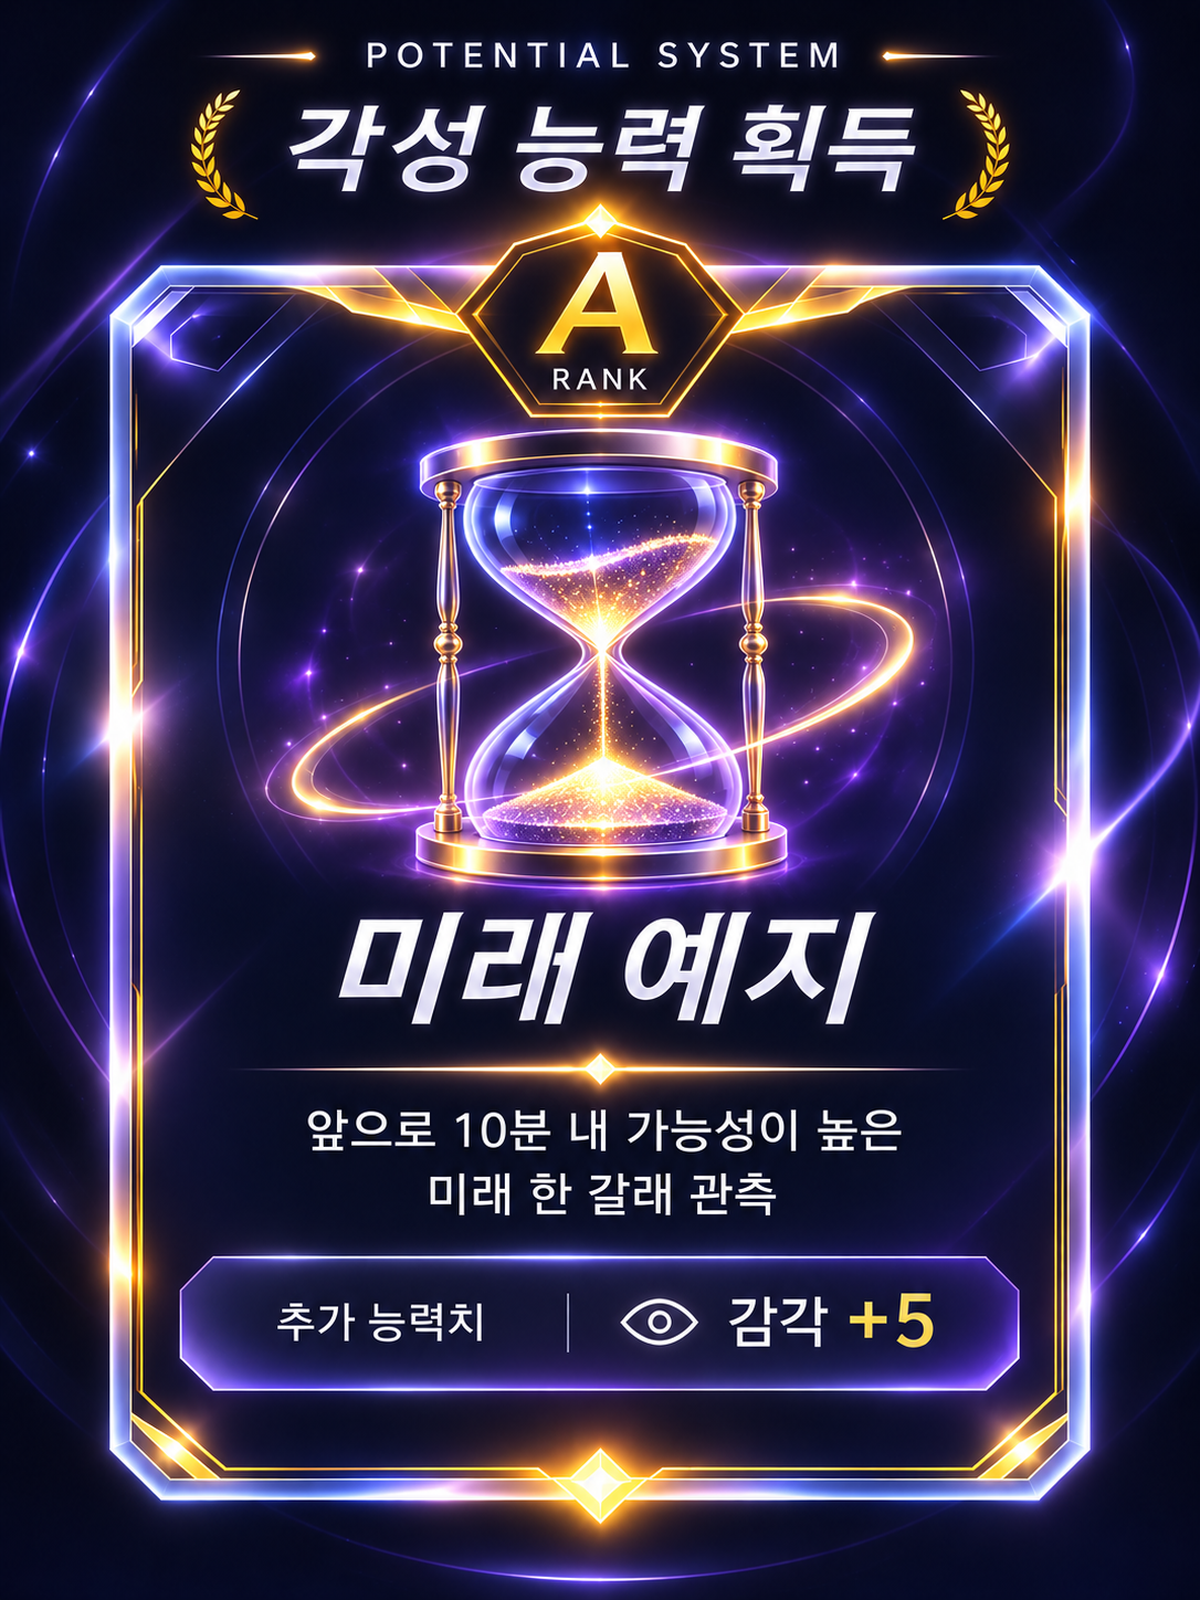 POTENTIAL SYSTEM
각성 능력 획득
A
RANK
미래 예지
앞으로 10분 내 가능성이 높은
미래 한 갈래 관측
추가 능력치
감각 +5